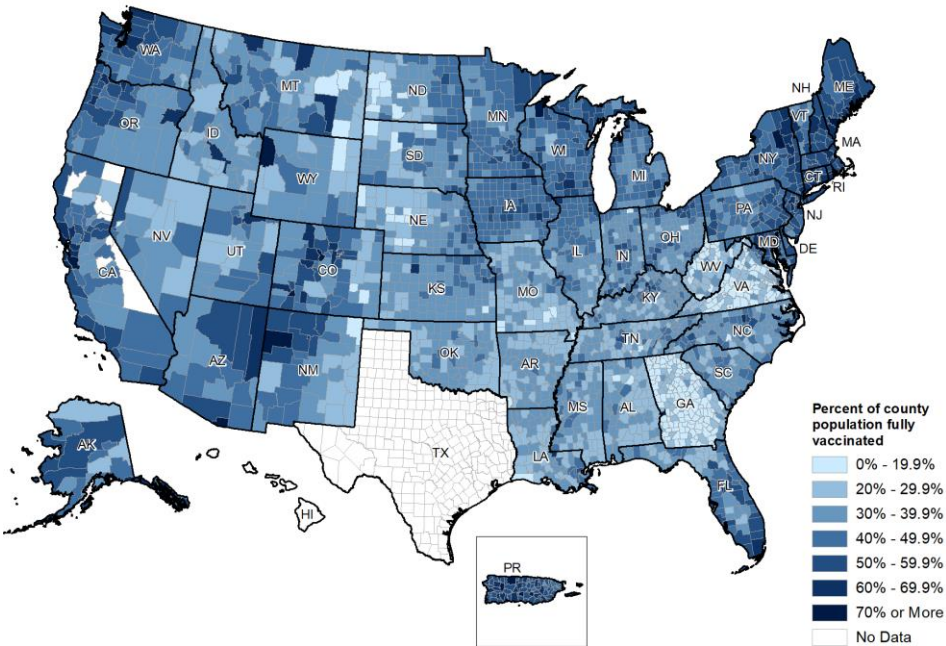 WA
MT
ND
MN
OR
ID
WY
SD
WI
MI
NH
VT
ME
MA
NY
CT
RI
NV
UT
CO
NE
IA
IL
IN
OH
PA
NJ
MD
DE
CA
KS
MO
KY
WV
VA
AZ
NM
OK
AR
TN
NC
SC
TX
LA
MS
AL
GA
FL
AK
HI
PR
Percent of county
population fully
vaccinated
0% - 19.9%
20% - 29.9%
30% - 39.9%
40% - 49.9%
50% - 59.9%
60% - 69.9%
70% or More
No Data